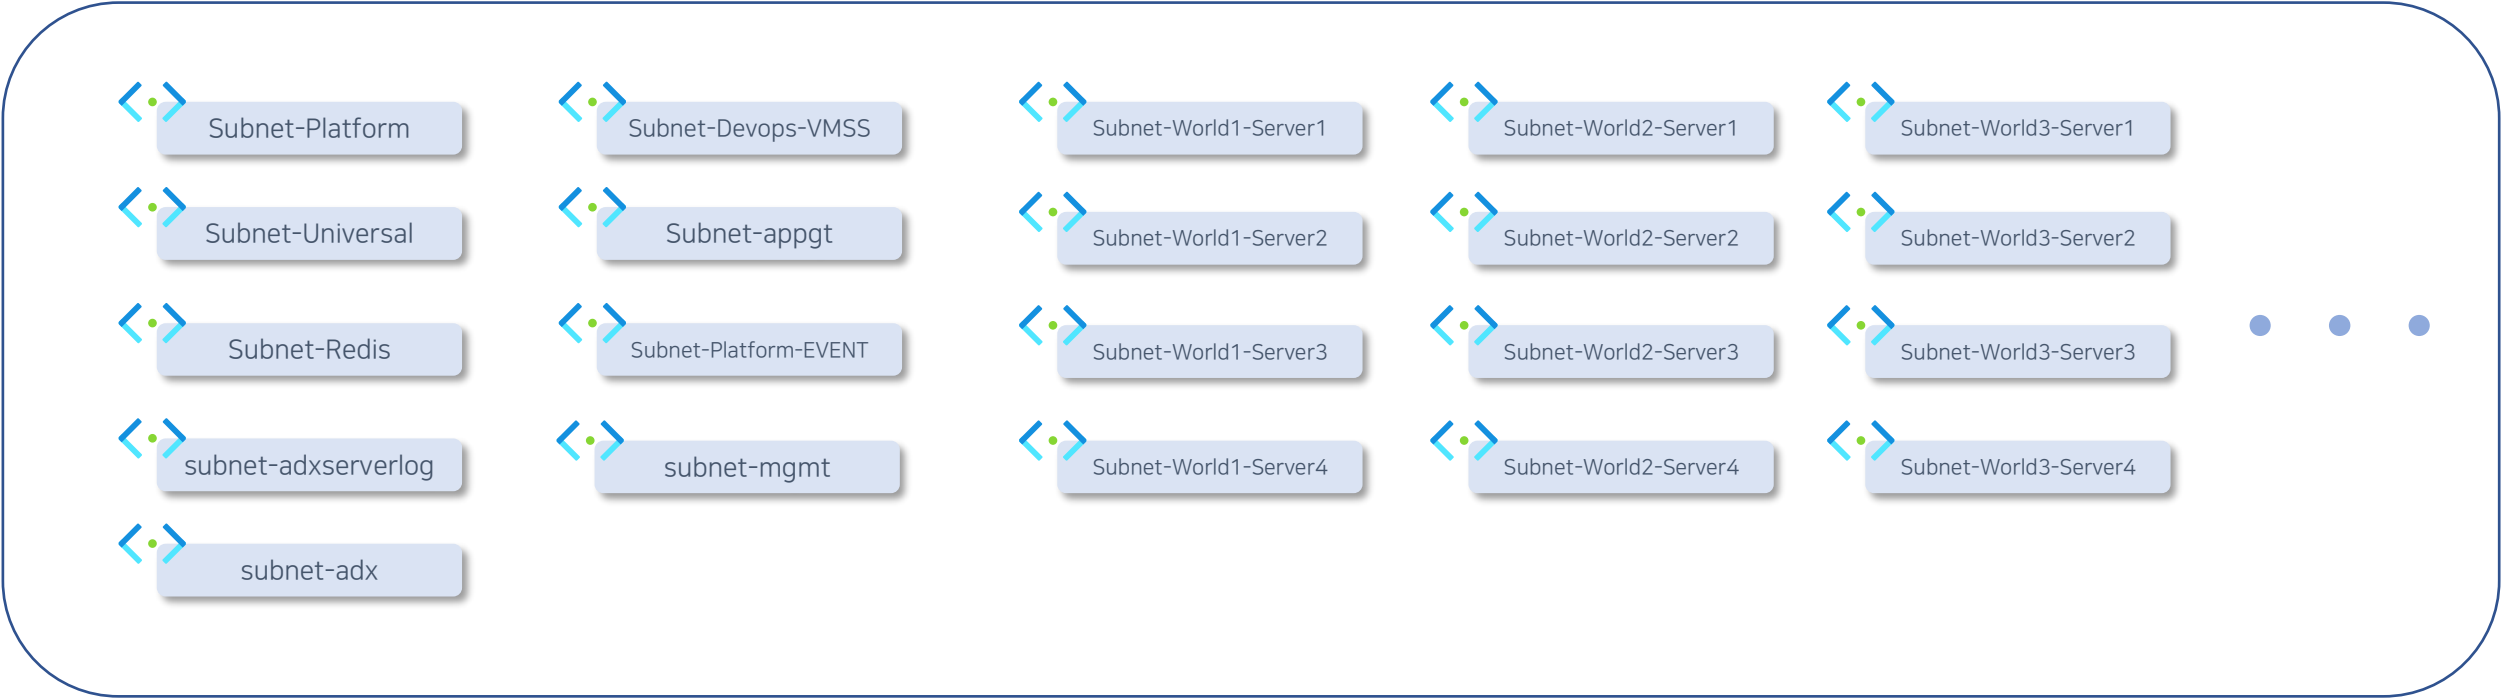 Subnet-Platform
Subnet-Universal
Subnet-Redis
subnet-adxserverlog
subnet-adx
Subnet-Devops-VMSS
Subnet-appgt
Subnet-Platform-EVENT
subnet-mgmt
Subnet-World1-Server1
Subnet-World1-Server2
Subnet-World1-Server3
Subnet-World1-Server4
Subnet-World2-Server1
Subnet-World2-Server2
Subnet-World2-Server3
Subnet-World2-Server4
Subnet-World3-Server1
Subnet-World3-Server2
Subnet-World3-Server3
Subnet-World3-Server4